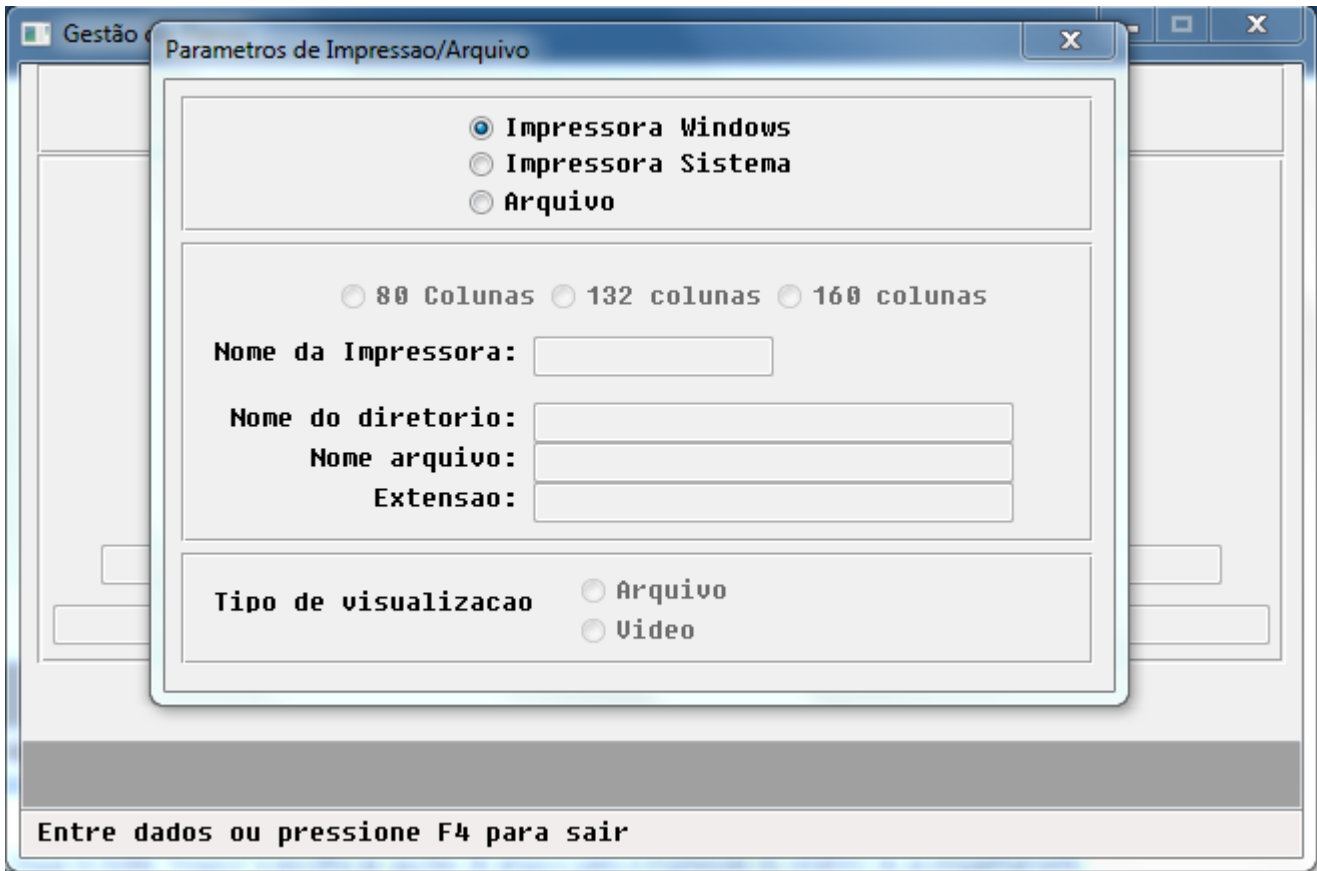 Gestão
Parametros de Impressao/Arquivo
Impressora Windows
Impressora Sistema
Arquivo
80 Colunas 132 colunas 160 colunas
Nome da Impressora:
Nome do diretorio:
Nome arquivo:
Extensao:
Tipo de visualizacao
Arquivo
Video
Entre dados ou pressione F4 para sair